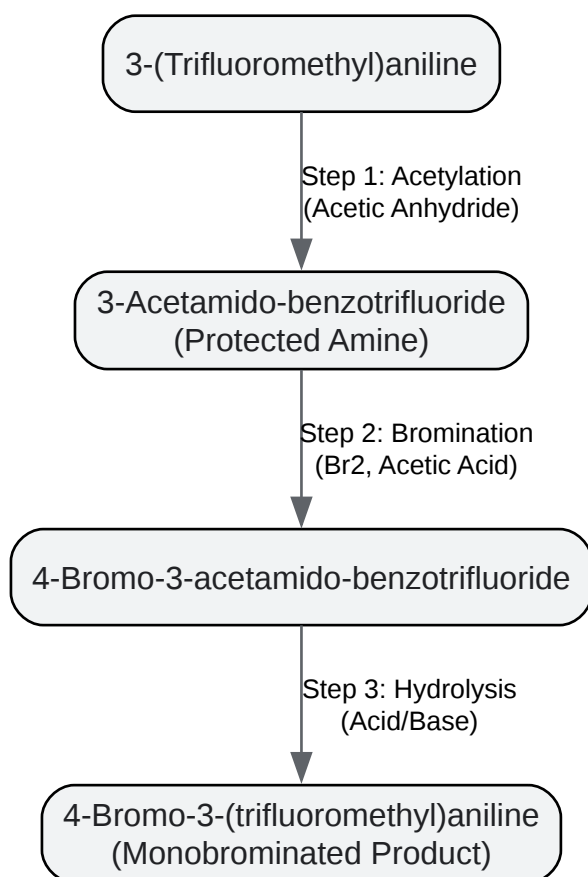 3-(Trifluoromethyl)aniline
Step 1: Acetylation
(Acetic Anhydride)
3-Acetamido-benzotrifluoride
(Protected Amine)
Step 2: Bromination
(Br2, Acetic Acid)
4-Bromo-3-acetamido-benzotrifluoride
Step 3: Hydrolysis
(Acid/Base)
4-Bromo-3-(trifluoromethyl)aniline
(Monobrominated Product)